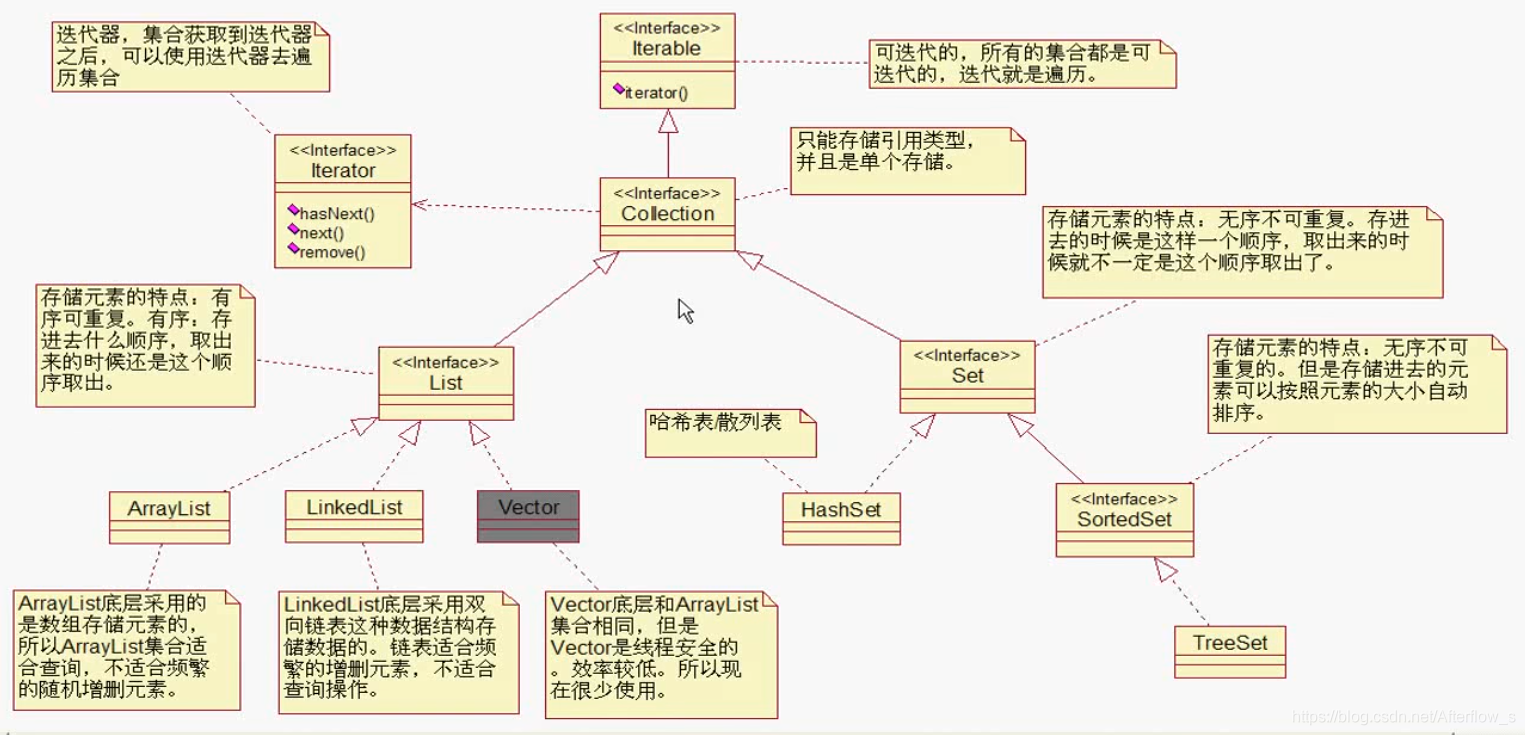 迭代器，集合获取到迭代器
之后，可以使用迭代器去遍
历集合
<<Interface>>
Iterable
iterator()
可迭代的，所有的集合都是可
迭代的，迭代就是遍历。
<<Interface>>
Iterator
hasNext()
next()
remove()
只能存储引用类型，
并且是单个存储。
<<Interface>>
Collection
存储元素的特点：无序不可重复。存进
去的时候是这样一个顺序，取出来的时
候就不一定是这个顺序取出了。
存储元素的特点：有
序可重复。有序：存
进去什么顺序，取出
来的时候还是这个顺
序取出。
<<Interface>>
List
<<Interface>>
Set
存储元素的特点：无序不可
重复的。但是存储进去的元
素可以按照元素的大小自动
排序。
哈希表/散列表
ArrayList
LinkedList
Vector
HashSet
<<Interface>>
SortedSet
ArrayList底层采用的
是数组存储元素的，
所以ArrayList集合适
合查询，不适合频繁
的随机增删元素。
LinkedList底层采用双
向链表这种数据结构存
储数据的。链表适合频
繁的增删元素，不适合
查询操作。
Vector底层和ArrayList
集合相同，但是
Vector是线程安全的
。效率较低。所以现
在很少使用。
TreeSet
https://blog.csdn.net/Afterflow_s